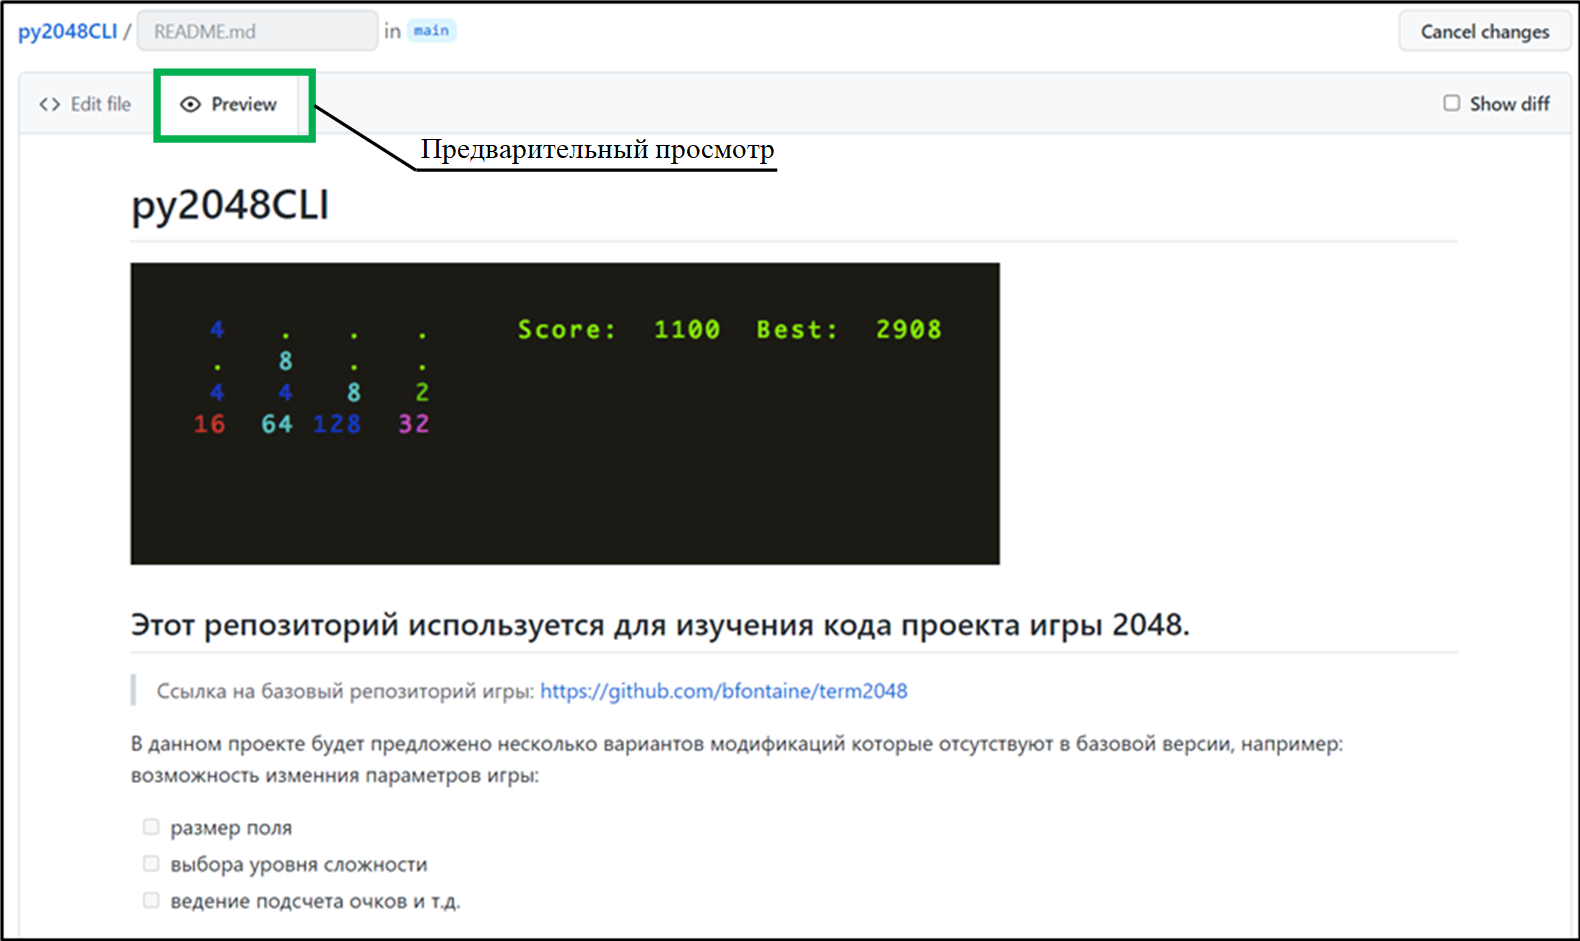 py2048CLI / README.md in main Cancel changes
<> Edit file Preview Show diff
Предварительный просмотр
py2048CLI
4 . . . Score: 1100 Best: 2908
. 8 . .
4 4 8 2
16 64 128 32
Этот репозиторий используется для изучения кода проекта игры 2048.
Ссылка на базовый репозиторий игры: https://github.com/bfontaine/term2048
В данном проекте будет предложено несколько вариантов модификаций которые отсутствуют в базовой версии, например:
возможность изменния параметров игры:
размер поля
выбора уровня сложности
ведение подсчета очков и т.д.